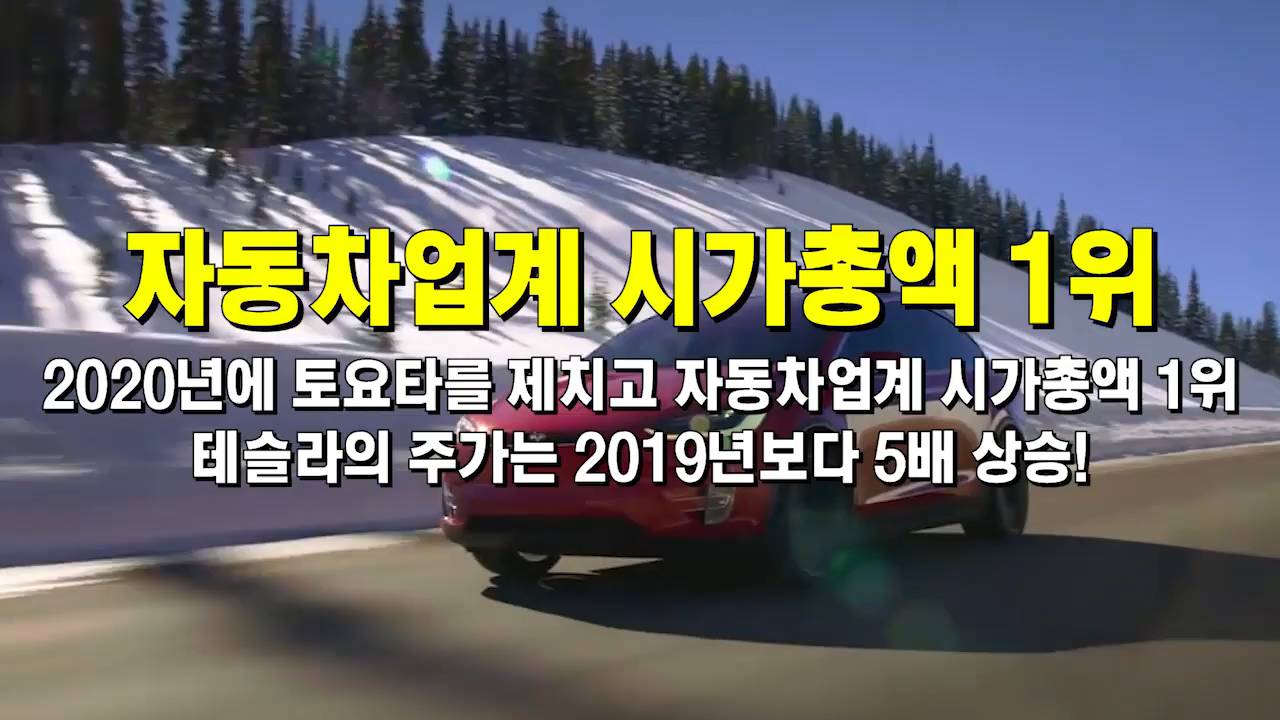 자동차업계 시가총액 1위
2020년에 토요타를 제치고 자동차업계 시가총액 1위
테슬라의 주가는 2019년보다 5배 상승!